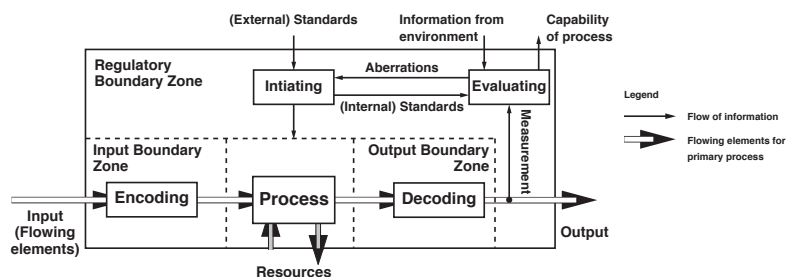 (External) Standards
Information from
environment
Capability
of process
Regulatory
Boundary Zone
Intiating
Aberrations
Evaluating
(Internal) Standards
Measurement
Legend
Flow of information
Flowing elements for
primary process
Input Boundary
Zone
Output Boundary
Zone
Encoding
Process
Decoding
Input
(Flowing
elements)
Output
Resources